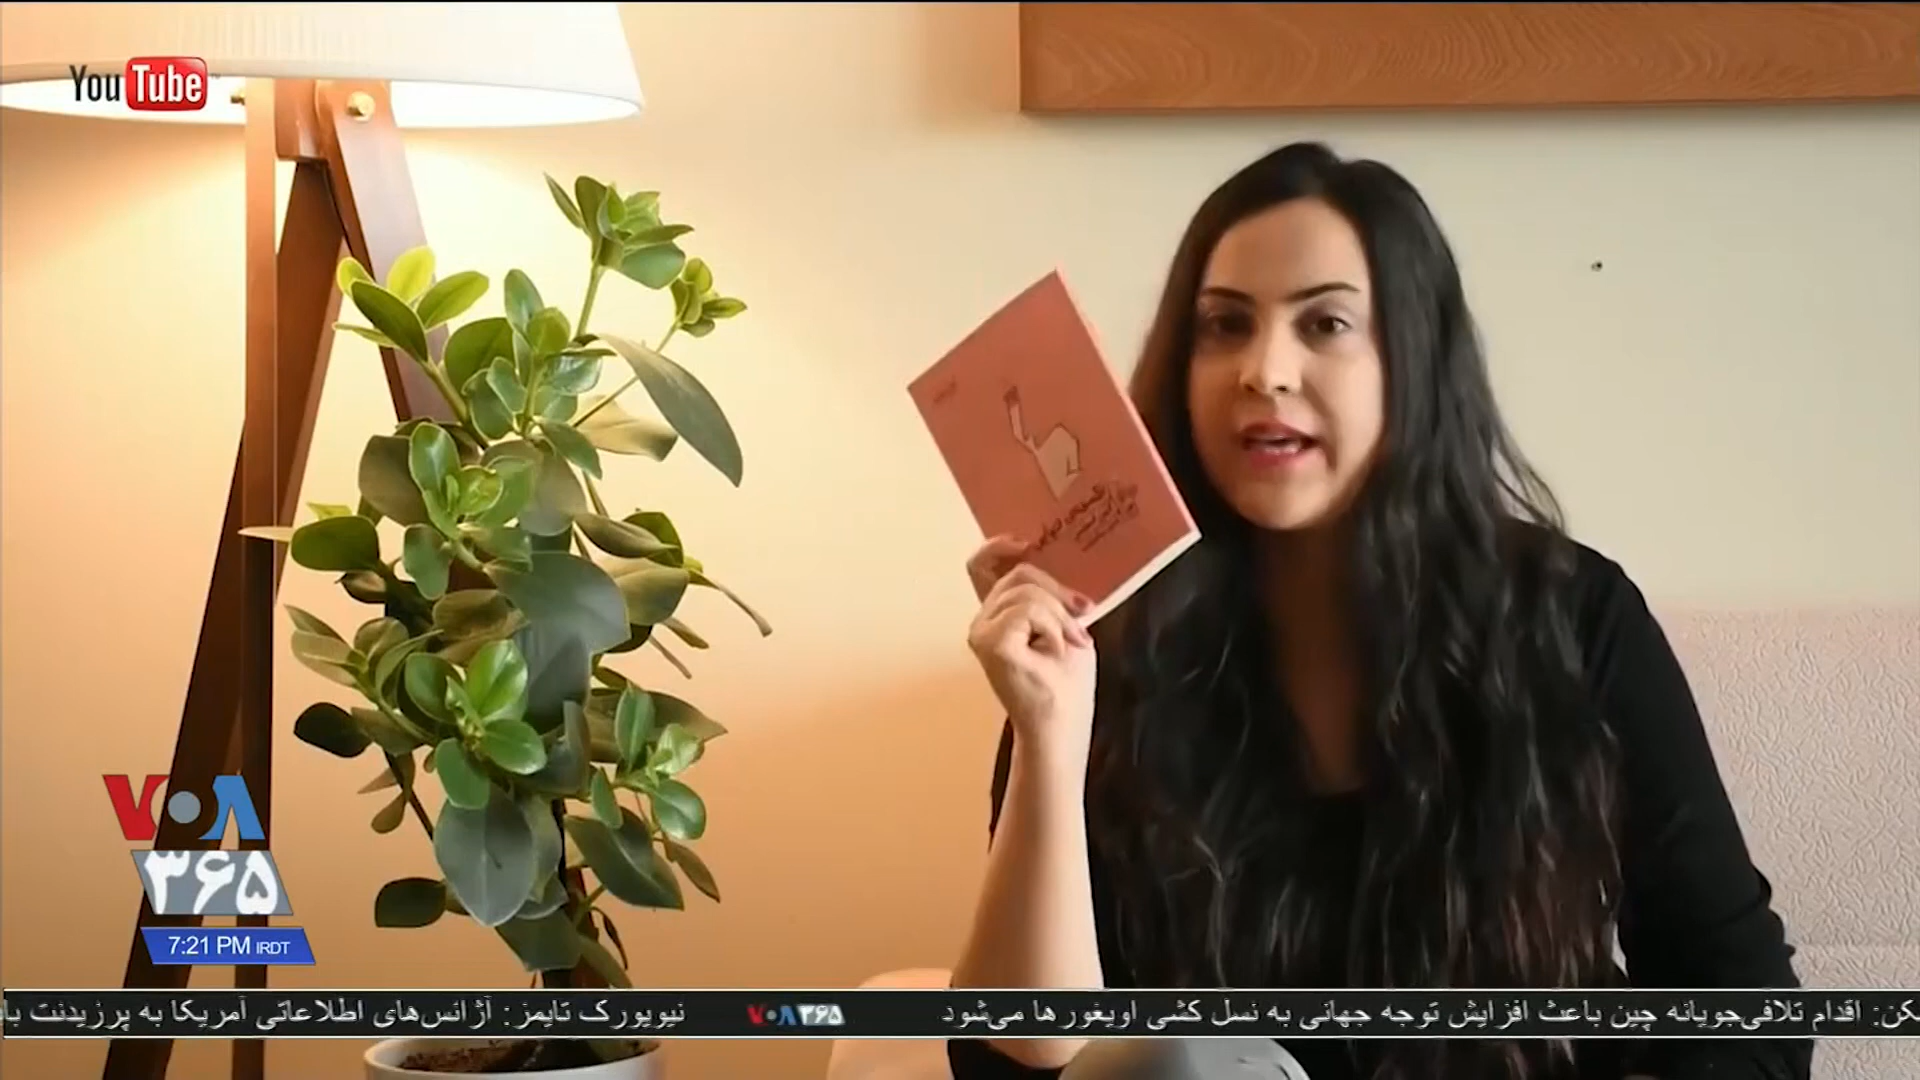 YouTube
VOA
۳۶۵
7:21 PM IRDT
کن: اقدام تلافی‌جویانه چین باعث افزایش توجه جهانی به نسل کشی اویغورها می‌شود VOA۳۶۵ نیویورک تایمز: آژانس‌های اطلاعاتی آمریکا به پرزیدنت با